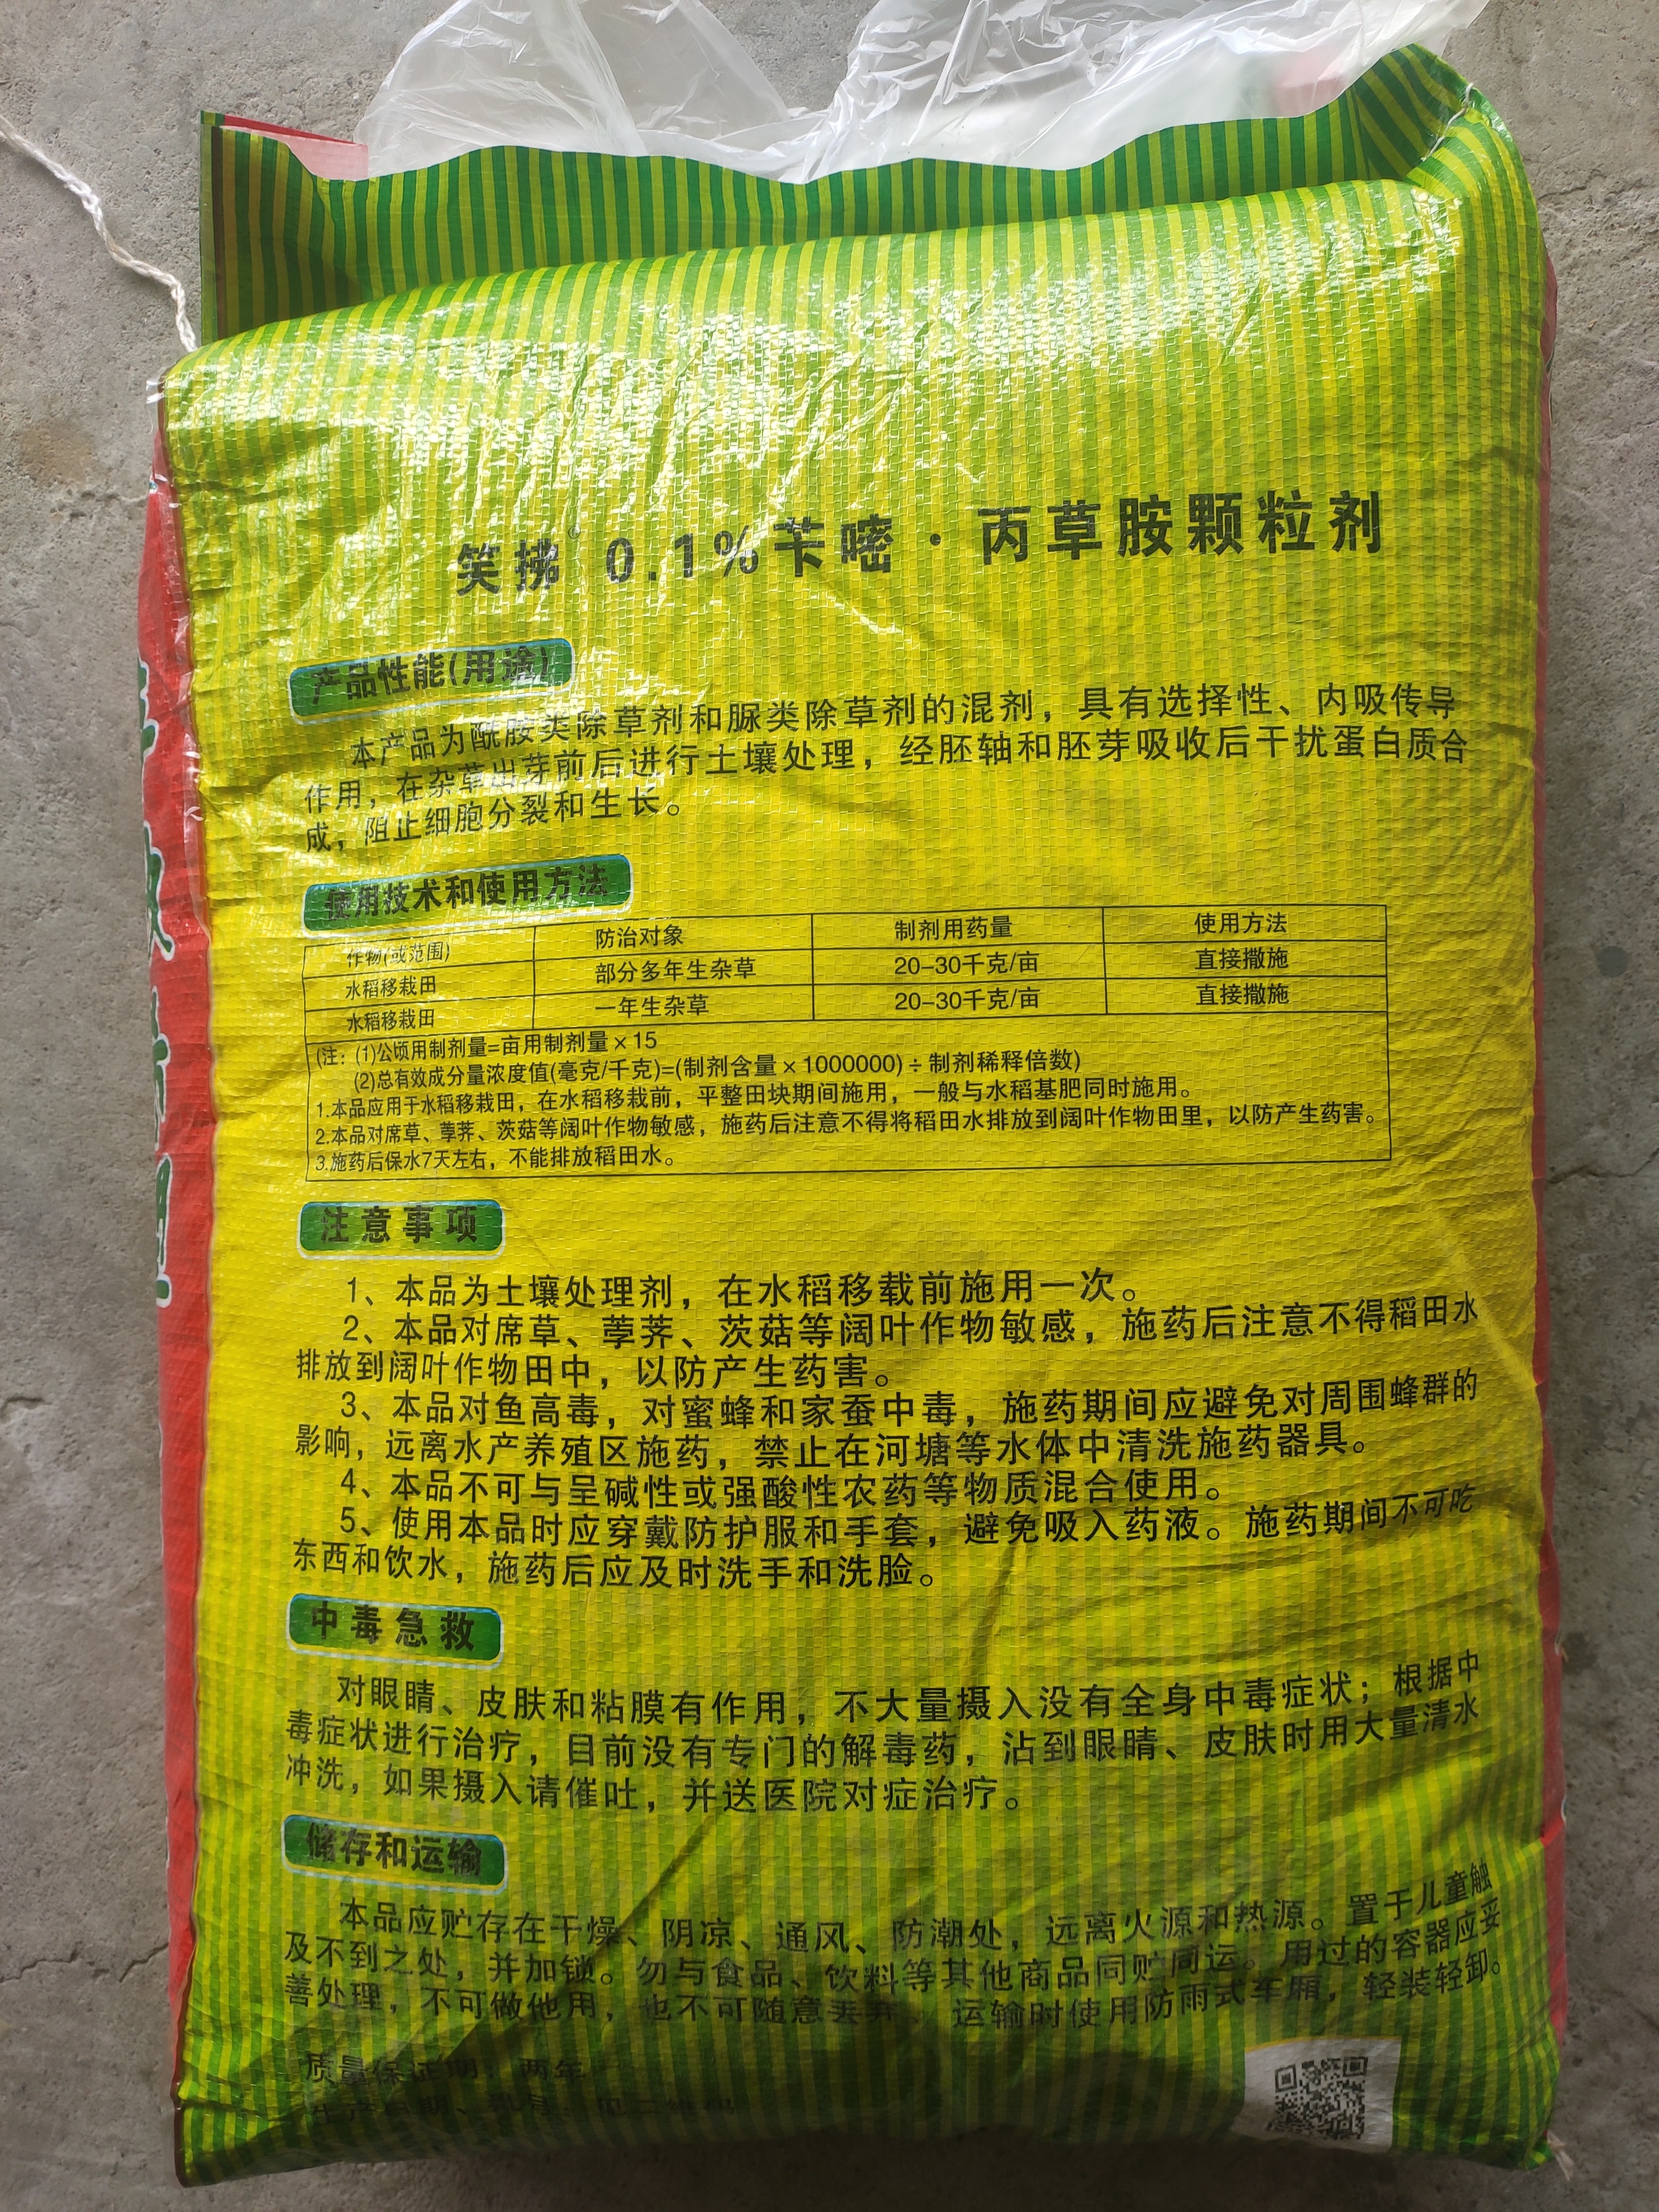 笑拂® 0.1%苄嘧·丙草胺颗粒剂
产品性能(用途)
本产品为酰胺类除草剂和脲类除草剂的混剂，具有选择性、内吸传导
作用，在杂草出芽前后进行土壤处理，经胚轴和胚芽吸收后干扰蛋白质合
成，阻止细胞分裂和生长。
使用技术和使用方法
作物(或范围) 防治对象 制剂用药量 使用方法
水稻移栽田 部分多年生杂草 20-30千克/亩 直接撒施
水稻移栽田 一年生杂草 20-30千克/亩 直接撒施
(注：(1)公顷用制剂量=亩用制剂量×15
(2)总有效成分量浓度值(毫克/千克)=(制剂含量×1000000)÷制剂稀释倍数)
1.本品应用于水稻移栽田，在水稻移栽前，平整田块期间施用，一般与水稻基肥同时施用。
2.本品对席草、荸荠、茨菇等阔叶作物敏感，施药后注意不得将稻田水排放到阔叶作物田里，以防产生药害。
3.施药后保水7天左右，不能排放稻田水。
注意事项
1、本品为土壤处理剂，在水稻移载前施用一次。
2、本品对席草、荸荠、茨菇等阔叶作物敏感，施药后注意不得稻田水
排放到阔叶作物田中，以防产生药害。
3、本品对鱼高毒，对蜜蜂和家蚕中毒，施药期间应避免对周围蜂群的
影响，远离水产养殖区施药，禁止在河塘等水体中清洗施药器具。
4、本品不可与呈碱性或强酸性农药等物质混合使用。
5、使用本品时应穿戴防护服和手套，避免吸入药液。施药期间不可吃
东西和饮水，施药后应及时洗手和洗脸。
中毒急救
对眼睛、皮肤和粘膜有作用，不大量摄入没有全身中毒症状；根据中
毒症状进行治疗，目前没有专门的解毒药，沾到眼睛、皮肤时用大量清水
冲洗，如果摄入请催吐，并送医院对症治疗。
储存和运输
本品应贮存在干燥、阴凉、通风、防潮处，远离火源和热源。置于儿童触
及不到之处，并加锁。勿与食品、饮料等其他商品同贮同运。用过的容器应妥
善处理，不可做他用，也不可随意丢弃。运输时使用防雨式车厢，轻装轻卸。
质量保证期：两年
生产日期、批号：